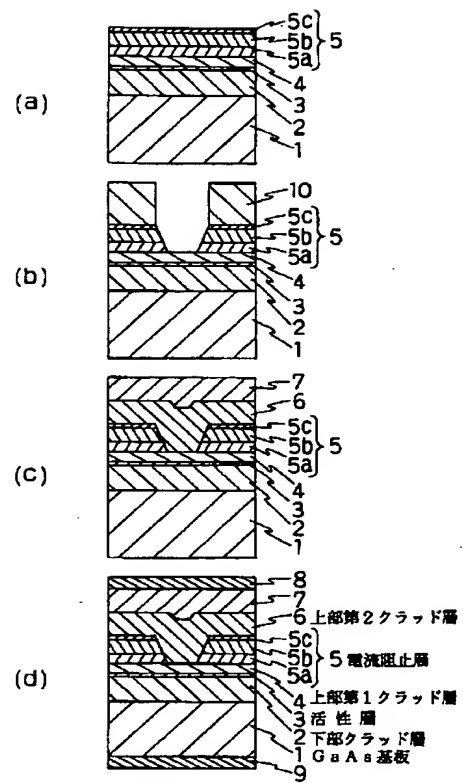 (a)
5c
5b
5a
5
4
3
2
1
(b)
10
5c
5b
5a
5
4
3
2
1
(c)
7
6
5c
5b
5a
5
4
3
2
1
(d)
8
7
6 上部第2クラッド層
5c
5b
5a
5 電流阻止層
4 上部第1クラッド層
3 活性層
2 下部クラッド層
1 GaAs基板
9